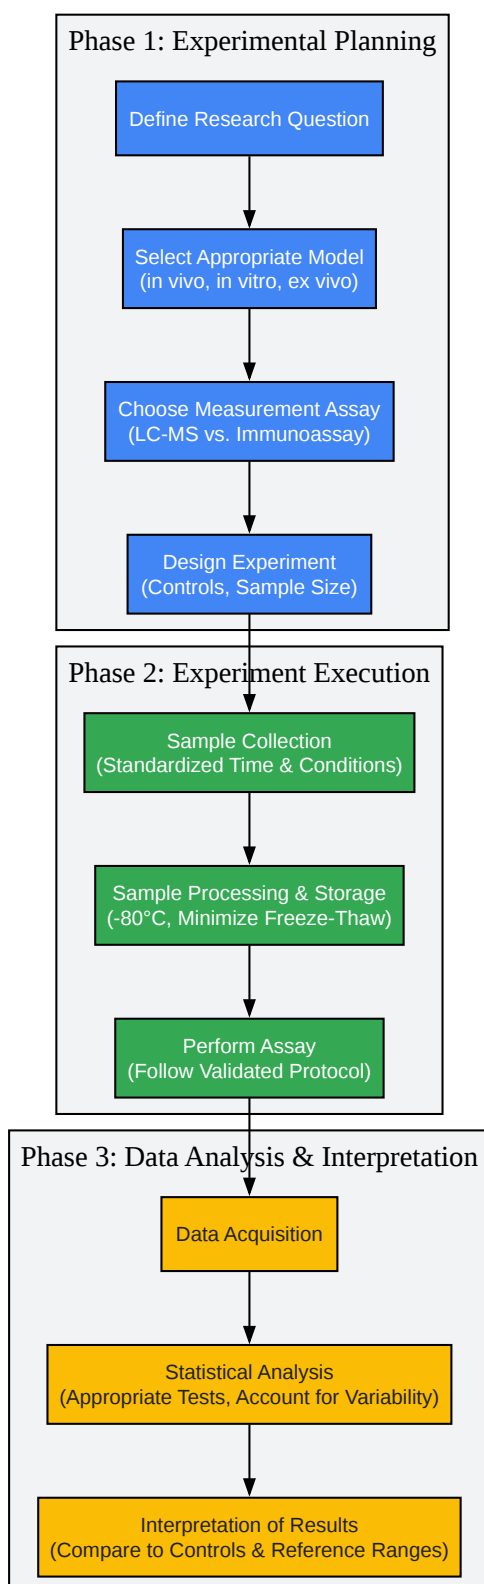 Phase 1: Experimental Planning
Define Research Question
Select Appropriate Model
(in vivo, in vitro, ex vivo)
Choose Measurement Assay
(LC-MS vs. Immunoassay)
Design Experiment
(Controls, Sample Size)
Phase 2: Experiment Execution
Sample Collection
(Standardized Time & Conditions)
Sample Processing & Storage
(-80°C, Minimize Freeze-Thaw)
Perform Assay
(Follow Validated Protocol)
Phase 3: Data Analysis & Interpretation
Data Acquisition
Statistical Analysis
(Appropriate Tests, Account for Variability)
Interpretation of Results
(Compare to Controls & Reference Ranges)